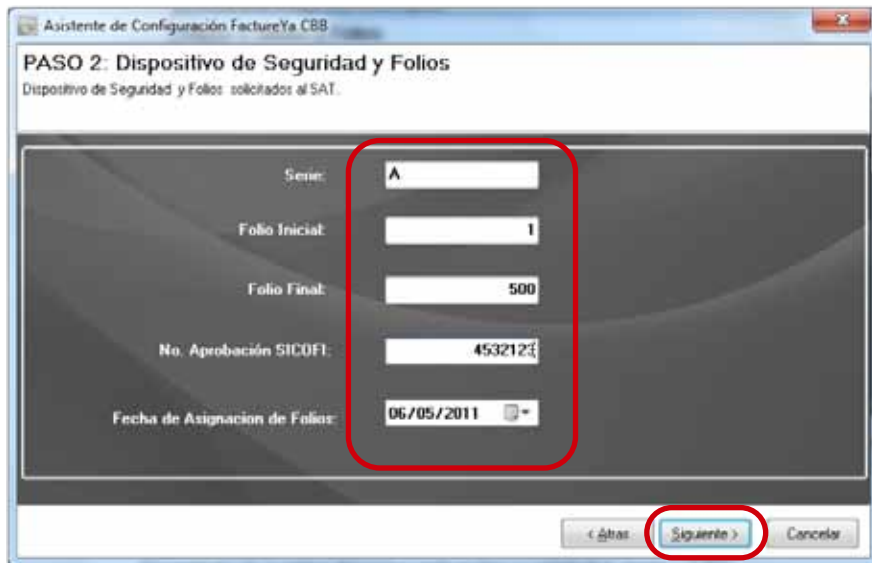 Asistente de Configuración FactureYa CBB
PASO 2: Dispositivo de Seguridad y Folios
Dispositivo de Seguridad y Folios solicitados al SAT.
Serie: A
Folio Inicial: 1
Folio Final: 500
No. Aprobación SICOFI: 4532123
Fecha de Asignacion de Folios: 06/05/2011
< Atras Siguiente > Cancelar